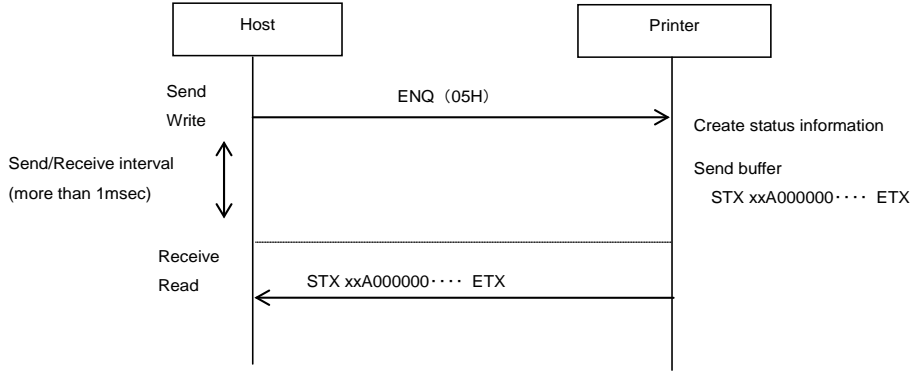 Host
Printer
Send
Write
ENQ（05H）
Create status information
Send/Receive interval
(more than 1msec)
Send buffer
STX xxA000000････ ETX
Receive
Read
STX xxA000000････ ETX